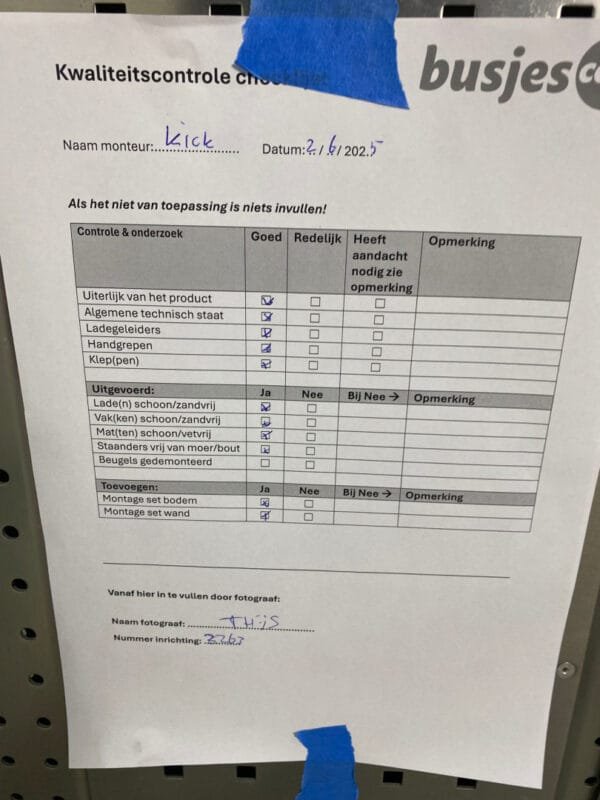 Kwaliteitscontrole
busjes
Naam monteur: Kick Datum: 2/6/2025
Als het niet van toepassing is niets invullen!
Controle & onderzoek Goed Redelijk Heeft aandacht nodig zie opmerking Opmerking
Uiterlijk van het product
Algemene technisch staat
Ladegeleiders
Handgrepen
Klep(pen)
Uitgevoerd: Ja Nee Bij Nee → Opmerking
Lade(n) schoon/zandvrij
Vak(ken) schoon/zandvrij
Mat(ten) schoon/vetvrij
Staanders vrij van moer/bout
Beugels gedemonteerd
Toevoegen: Ja Nee Bij Nee → Opmerking
Montage set bodem
Montage set wand
Vanaf hier in te vullen door fotograaf:
Naam fotograaf: THijS
Nummer inrichting: